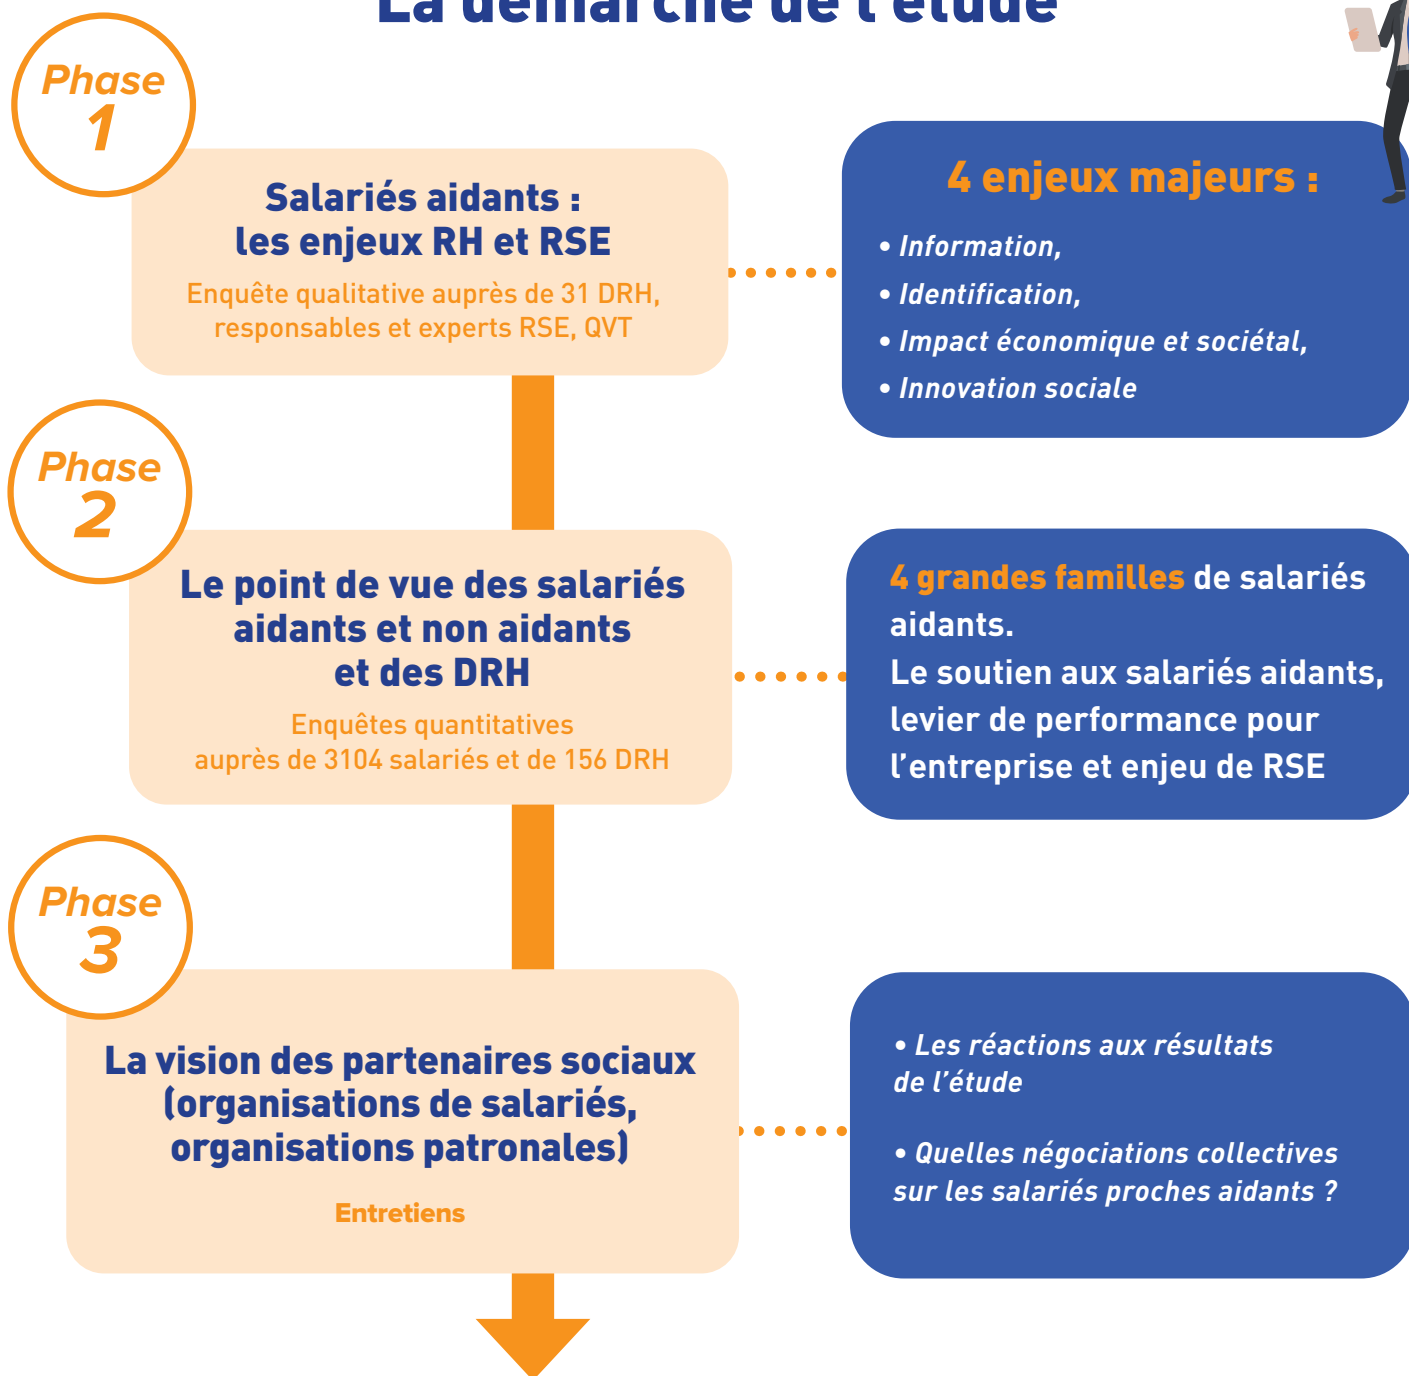 La démarche de l'étude
Phase
1
Salariés aidants :
les enjeux RH et RSE
Enquête qualitative auprès de 31 DRH,
responsables et experts RSE, QVT
4 enjeux majeurs :
• Information,
• Identification,
• Impact économique et sociétal,
• Innovation sociale
Phase
2
Le point de vue des salariés
aidants et non aidants
et des DRH
Enquêtes quantitatives
auprès de 3104 salariés et de 156 DRH
4 grandes familles de salariés
aidants.
Le soutien aux salariés aidants,
levier de performance pour
l’entreprise et enjeu de RSE
Phase
3
La vision des partenaires sociaux
(organisations de salariés,
organisations patronales)
Entretiens
• Les réactions aux résultats
de l’étude
• Quelles négociations collectives
sur les salariés proches aidants ?